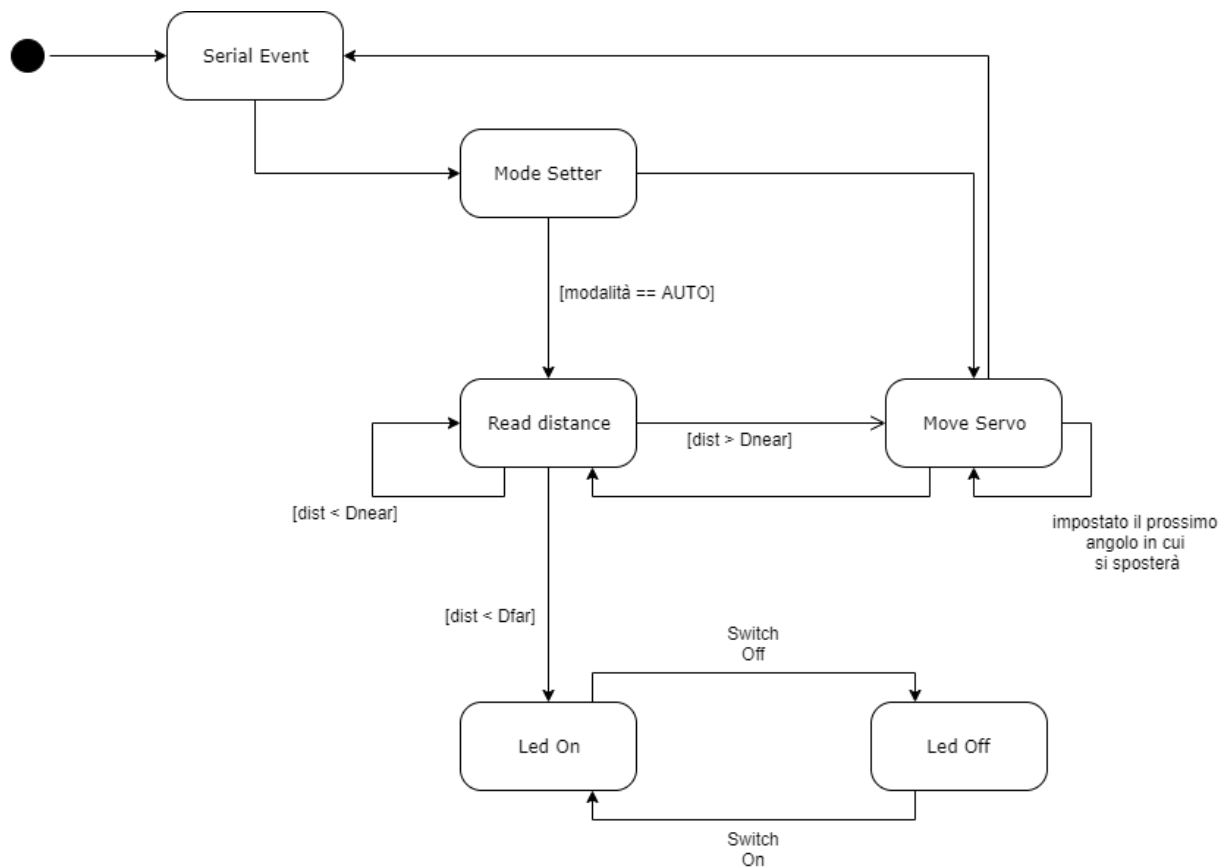 Serial Event
Mode Setter
[modalità == AUTO]
Read distance
[dist > Dnear]
Move Servo
[dist < Dnear]
impostato il prossimo
angolo in cui
si sposterà
[dist < Dfar]
Switch
Off
Led On
Led Off
Switch
On